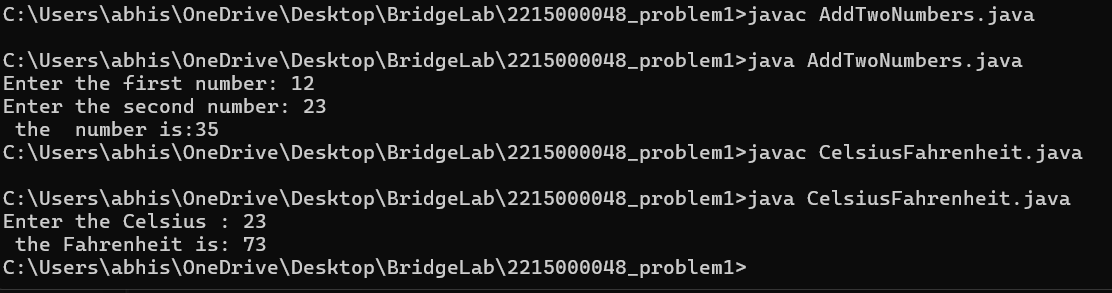 C:\Users\abhis\OneDrive\Desktop\BridgeLab\2215000048_problem1>javac AddTwoNumbers.java
C:\Users\abhis\OneDrive\Desktop\BridgeLab\2215000048_problem1>java AddTwoNumbers.java
Enter the first number: 12
Enter the second number: 23
 the  number is:35
C:\Users\abhis\OneDrive\Desktop\BridgeLab\2215000048_problem1>javac CelsiusFahrenheit.java
C:\Users\abhis\OneDrive\Desktop\BridgeLab\2215000048_problem1>java CelsiusFahrenheit.java
Enter the Celsius : 23
 the Fahrenheit is: 73
C:\Users\abhis\OneDrive\Desktop\BridgeLab\2215000048_problem1>